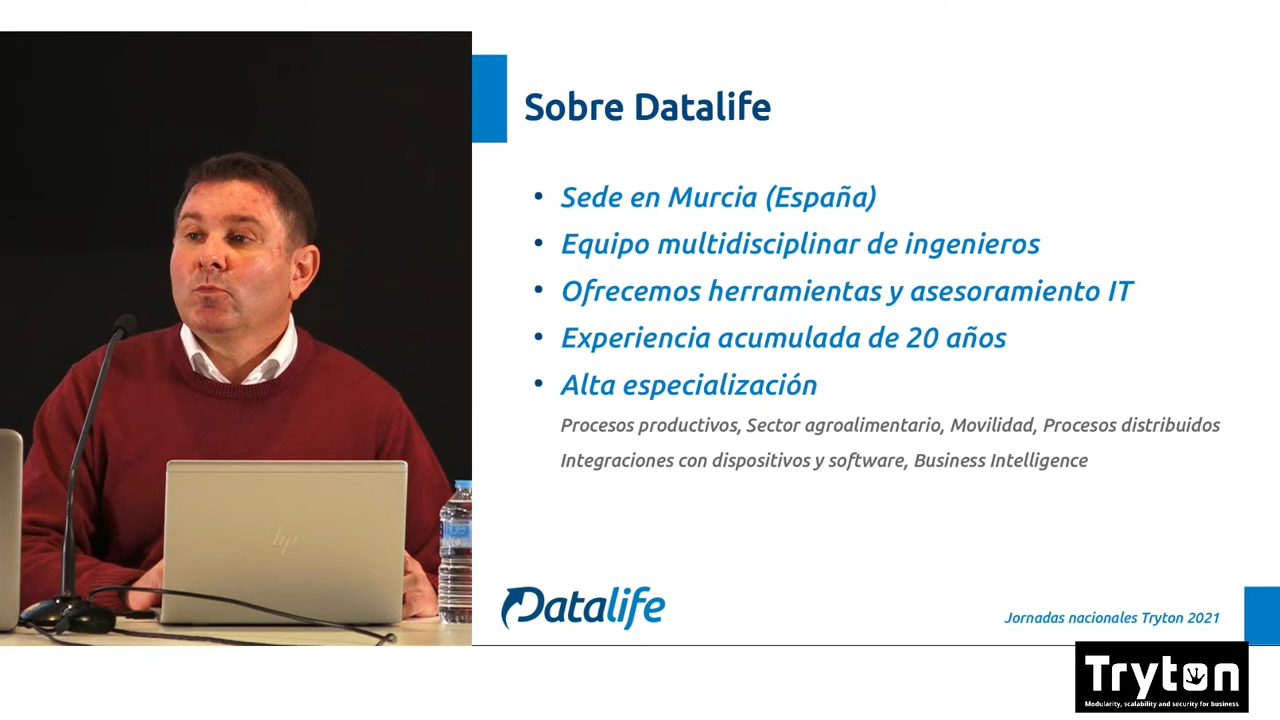 Sobre Datalife
• Sede en Murcia (España)
• Equipo multidisciplinar de ingenieros
• Ofrecemos herramientas y asesoramiento IT
• Experiencia acumulada de 20 años
• Alta especialización
Procesos productivos, Sector agroalimentario, Movilidad, Procesos distribuidos
Integraciones con dispositivos y software, Business Intelligence
hp
Datalife
Jornadas nacionales Tryton 2021
Tryton
Modularity, scalability and security for business